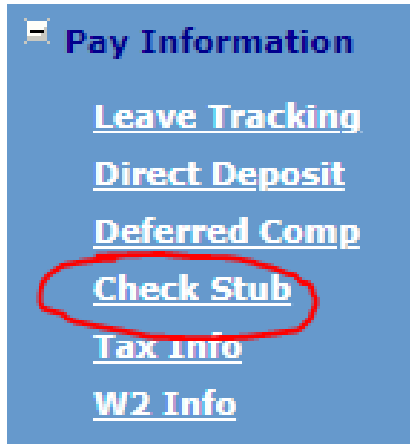 Pay Information
Leave Tracking
Direct Deposit
Deferred Comp
Check Stub
Tax Info
W2 Info